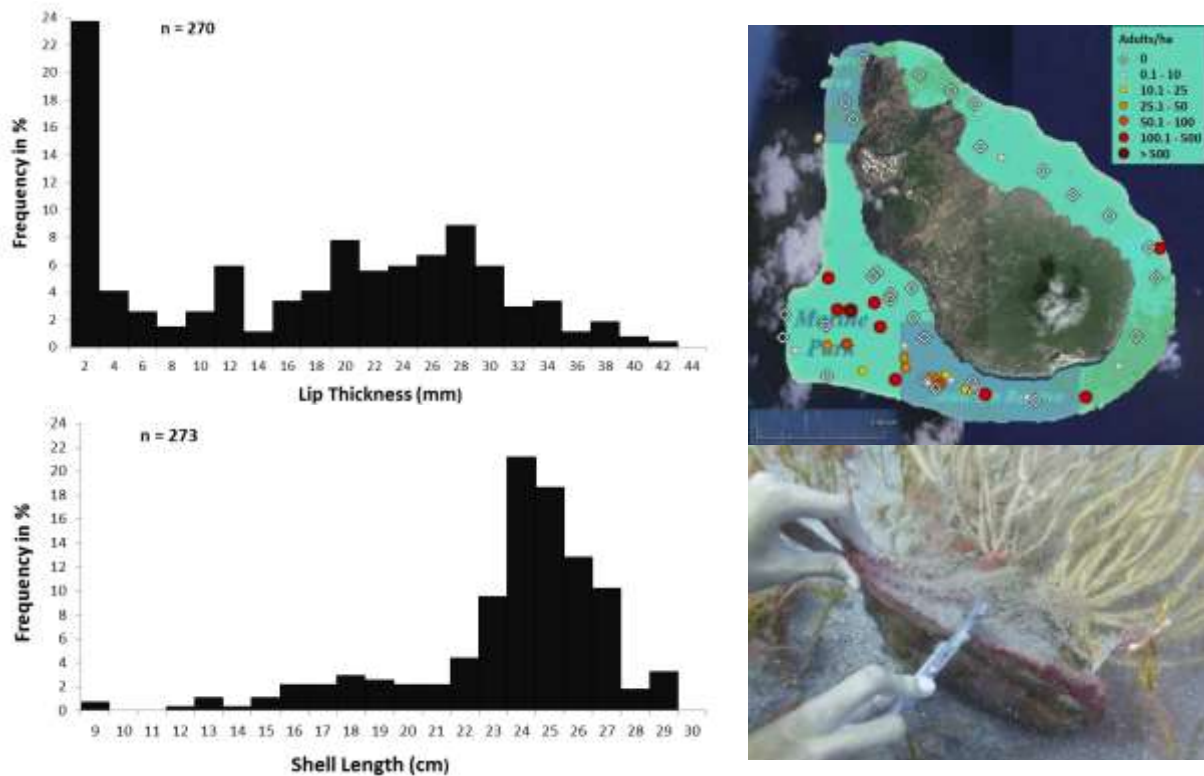 n = 270
Frequency in %
24
22
20
18
16
14
12
10
8
6
4
2
0
2 4 6 8 10 12 14 16 18 20 22 24 26 28 30 32 34 36 38 40 42 44
Lip Thickness (mm)
n = 273
Frequency in %
24
22
20
18
16
14
12
10
8
6
4
2
0
9 10 11 12 13 14 15 16 17 18 19 20 21 22 23 24 25 26 27 28 29 30
Shell Length (cm)
Adults/ha
0
0.1 - 10
10.1 - 25
25.1 - 50
50.1 - 100
100.1 - 500
> 500
Marine
Park